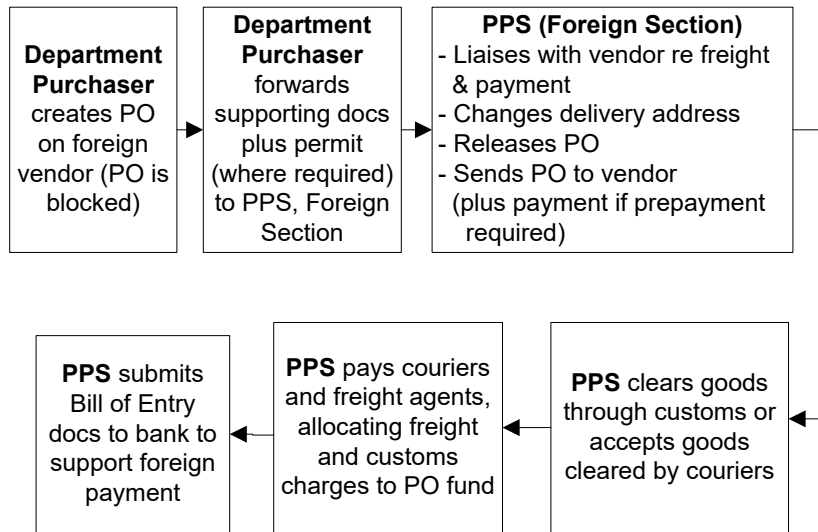 Department
Purchaser
creates PO
on foreign
vendor (PO is
blocked)
Department
Purchaser
forwards
supporting docs
plus permit
(where required)
to PPS, Foreign
Section
PPS (Foreign Section)
- Liaises with vendor re freight
& payment
- Changes delivery address
- Releases PO
- Sends PO to vendor
(plus payment if prepayment
required)
PPS clears goods
through customs or
accepts goods
cleared by couriers
PPS pays couriers
and freight agents,
allocating freight
and customs
charges to PO fund
PPS submits
Bill of Entry
docs to bank to
support foreign
payment